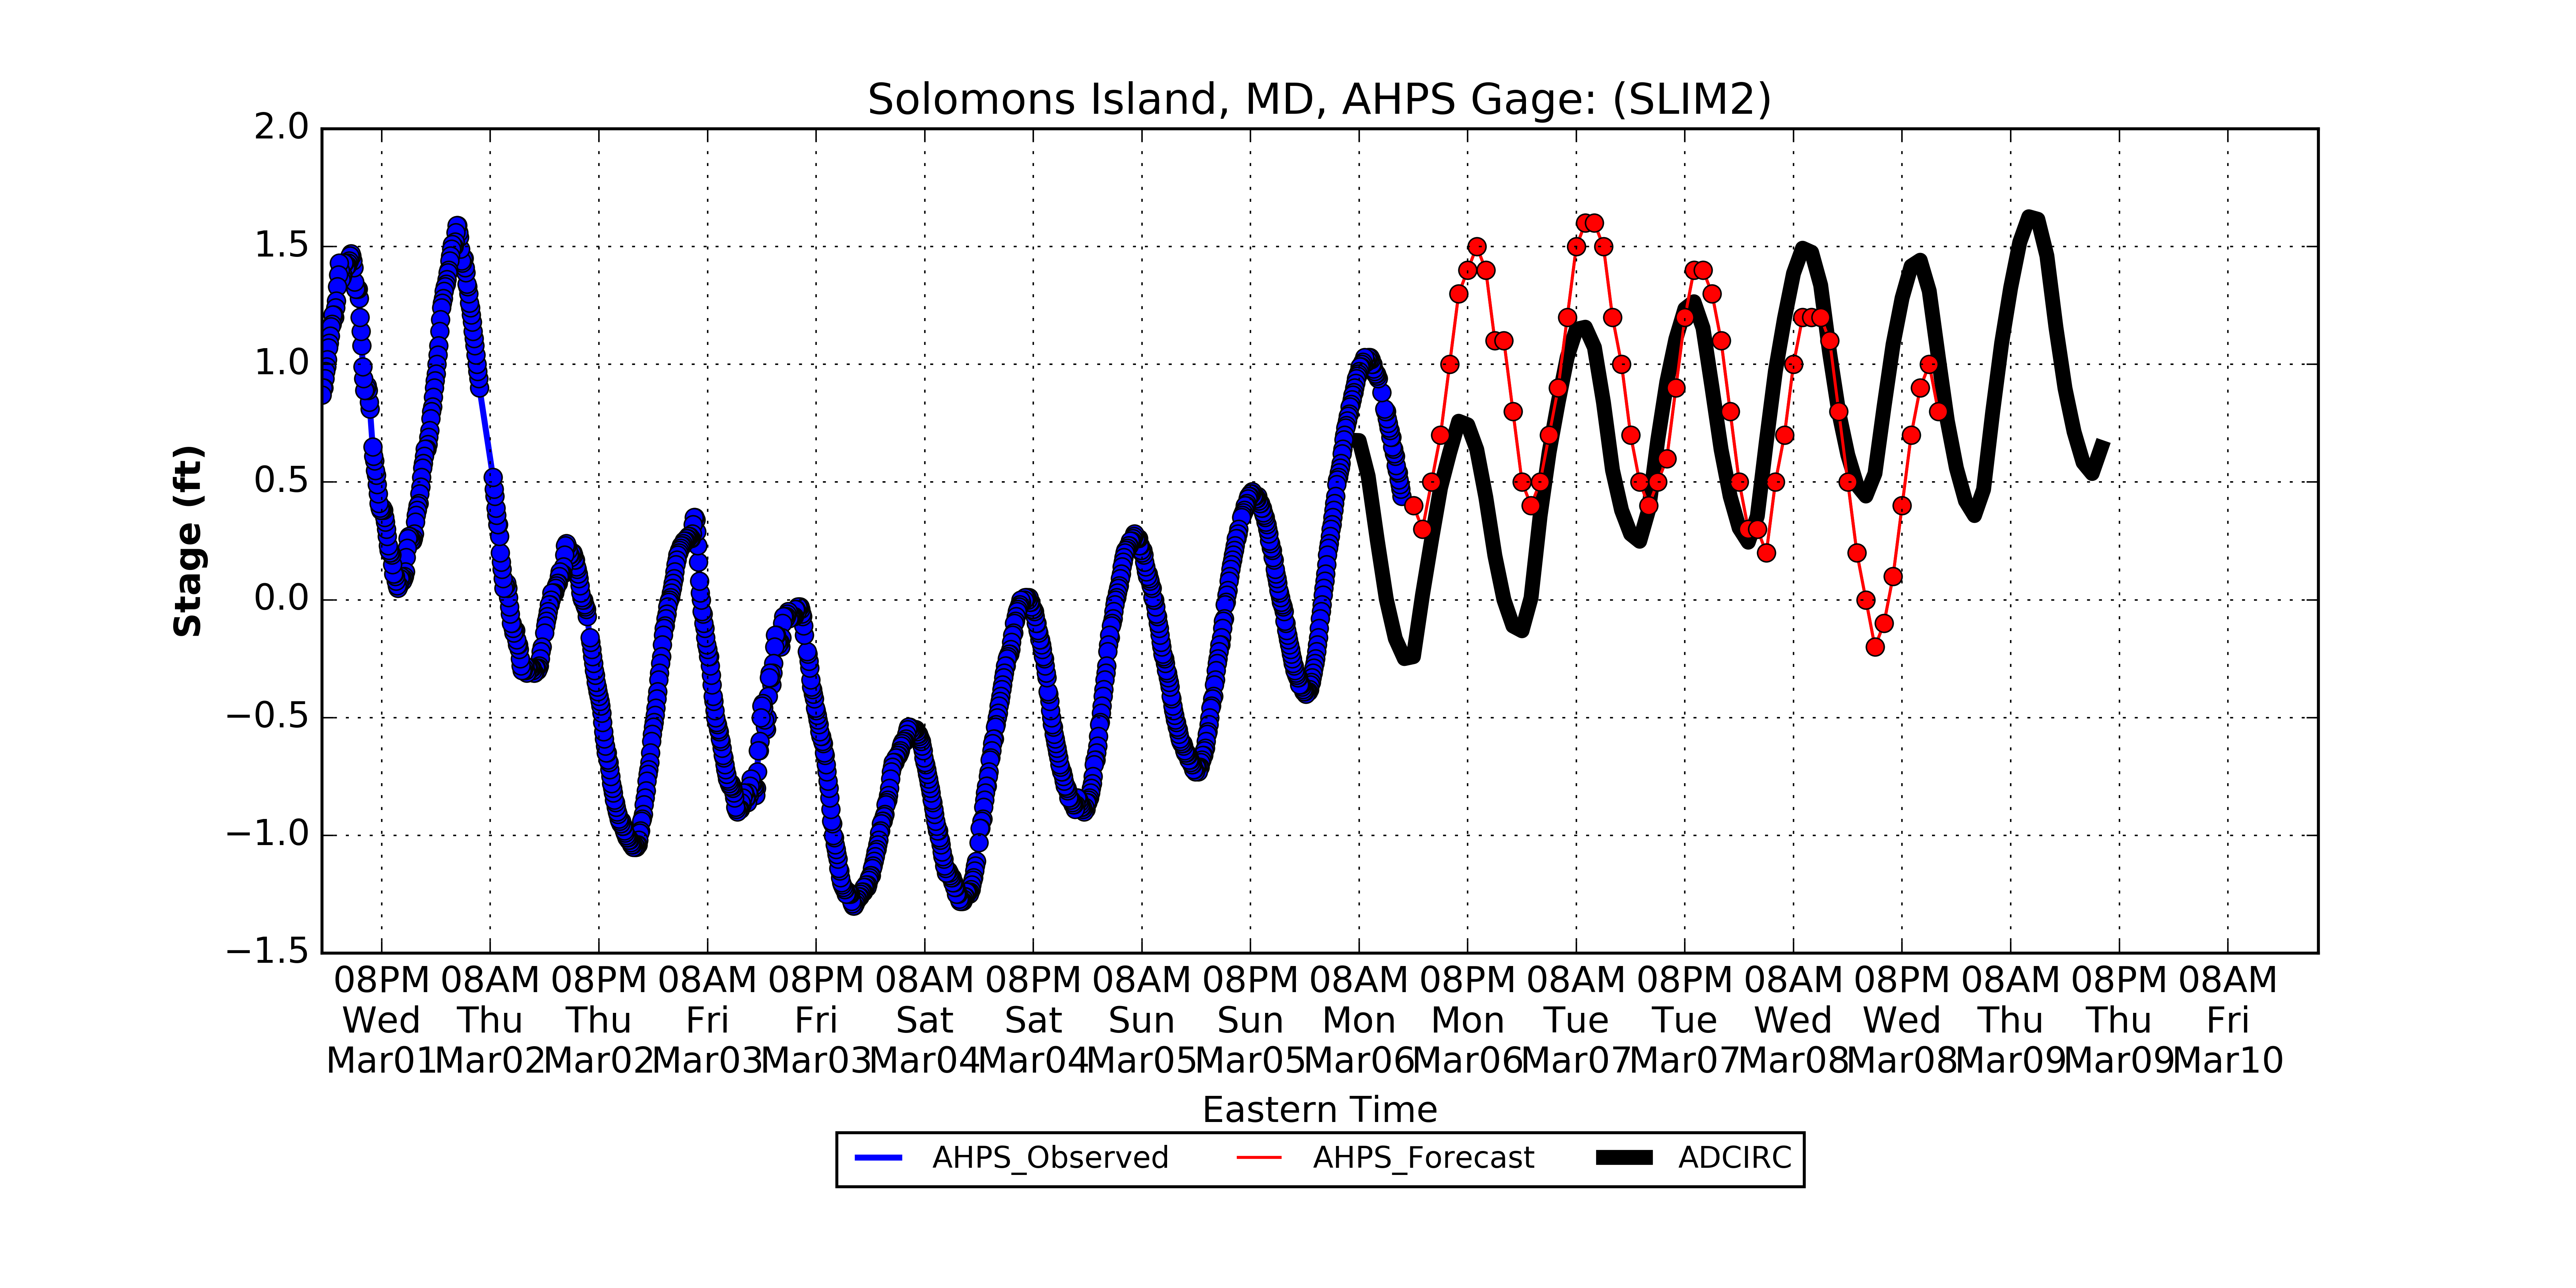 Solomons Island, MD, AHPS Gage: (SLIM2)
2.0
1.5
1.0
0.5
0.0
−0.5
−1.0
−1.5
Stage (ft)
08PM 08AM 08PM 08AM 08PM 08AM 08PM 08AM 08PM 08AM 08PM 08AM 08PM 08AM 08PM 08AM 08PM 08AM
Wed Thu Thu Fri Fri Sat Sat Sun Sun Mon Mon Tue Tue Wed Wed Thu Thu Fri
Mar01 Mar02 Mar02 Mar03 Mar03 Mar04 Mar04 Mar05 Mar05 Mar06 Mar06 Mar07 Mar07 Mar08 Mar08 Mar09 Mar09 Mar10
Eastern Time
AHPS_Observed AHPS_Forecast ADCIRC